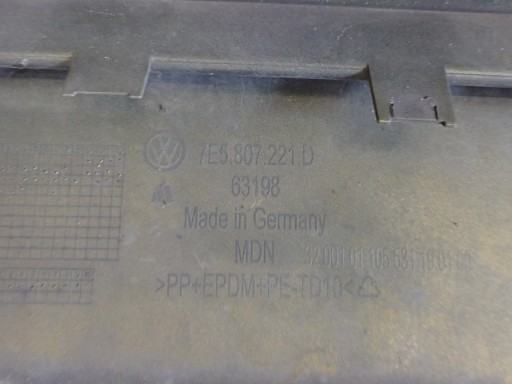 7E5.807.221 D
63198
Made in Germany
MDN
>PP+EPDM+PE-TD10<